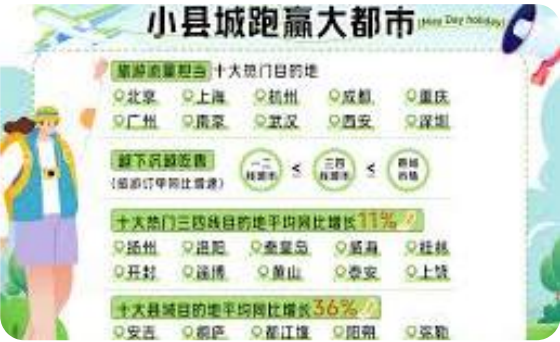 小县城跑赢大都市 (May Day holiday)
旅游流量担当 十大热门目的地
北京 上海 杭州 成都 重庆
广州 南京 武汉 西安 深圳
越下沉越吃香
(旅游订单同比增速) 一二线城市 < 三四线城市 < 县域市场
十大热门三四线目的地平均同比增长11%
扬州 洛阳 秦皇岛 威海 桂林
开封 淄博 黄山 泰安 上饶
十大县城目的地平均同比增长36%
安吉 桐庐 都江堰 阳朔 弥勒